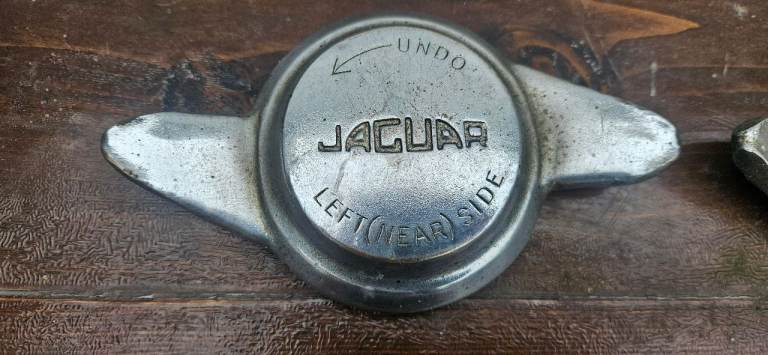 UNDO
JAGUAR
LEFT (NEAR) SIDE